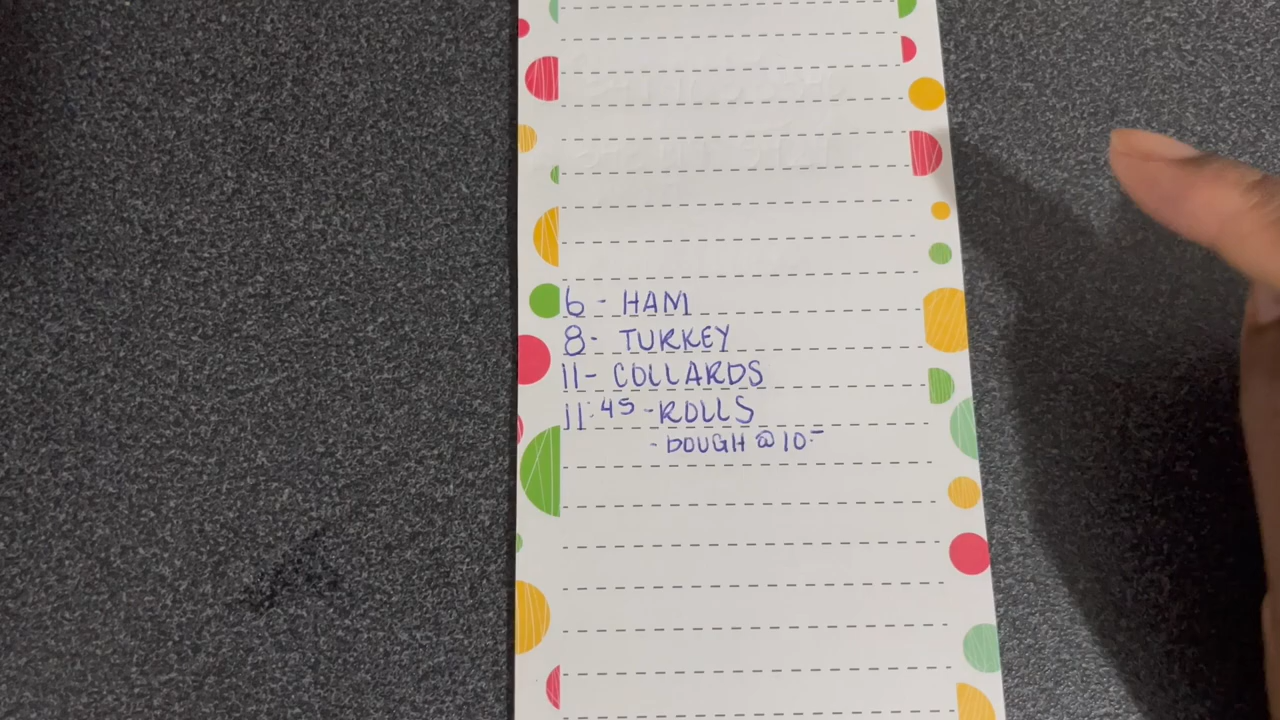 6 - HAM
8- TURKEY
11- COLLARDS
11:45 -ROLLS
- DOUGH @ 10:-